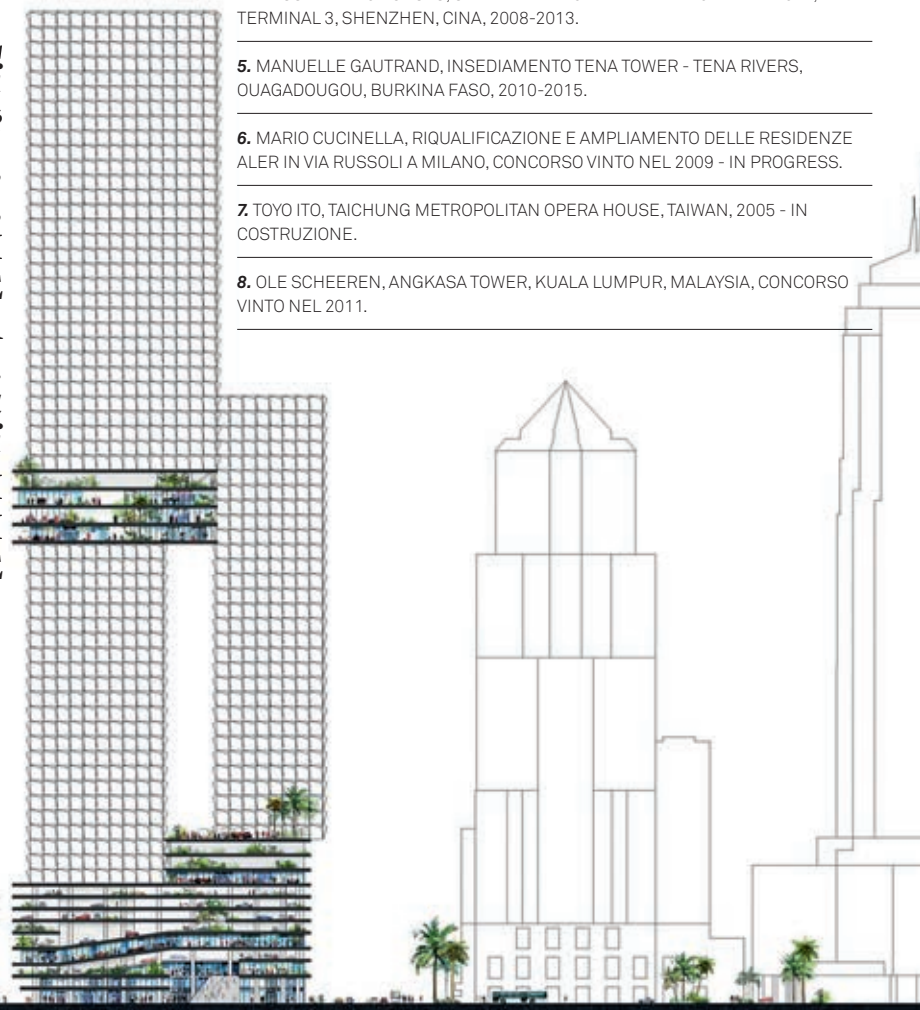 TERMINAL 3, SHENZHEN, CINA, 2008-2013.
5. MANUELLE GAUTRAND, INSEDIAMENTO TENA TOWER - TENA RIVERS,
OUAGADOUGOU, BURKINA FASO, 2010-2015.
6. MARIO CUCINELLA, RIQUALIFICAZIONE E AMPLIAMENTO DELLE RESIDENZE
ALER IN VIA RUSSOLI A MILANO, CONCORSO VINTO NEL 2009 - IN PROGRESS.
7. TOYO ITO, TAICHUNG METROPOLITAN OPERA HOUSE, TAIWAN, 2005 - IN
COSTRUZIONE.
8. OLE SCHEEREN, ANGKASA TOWER, KUALA LUMPUR, MALAYSIA, CONCORSO
VINTO NEL 2011.